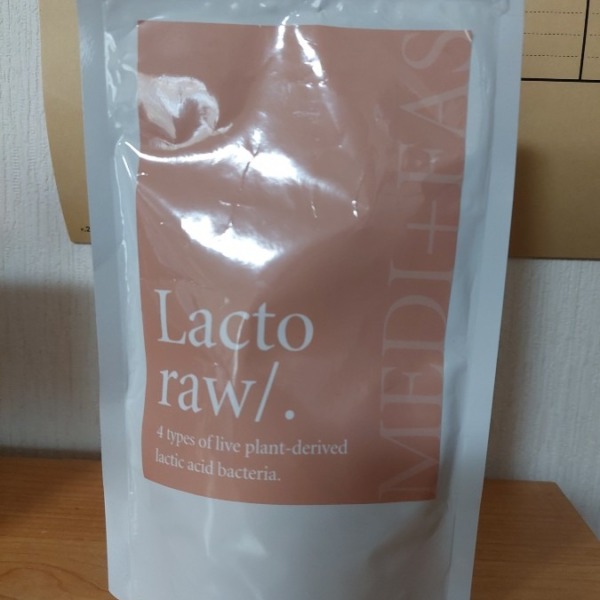 Lacto
raw/.
4 types of live plant-derived
lactic acid bacteria.
MEDI+FAS